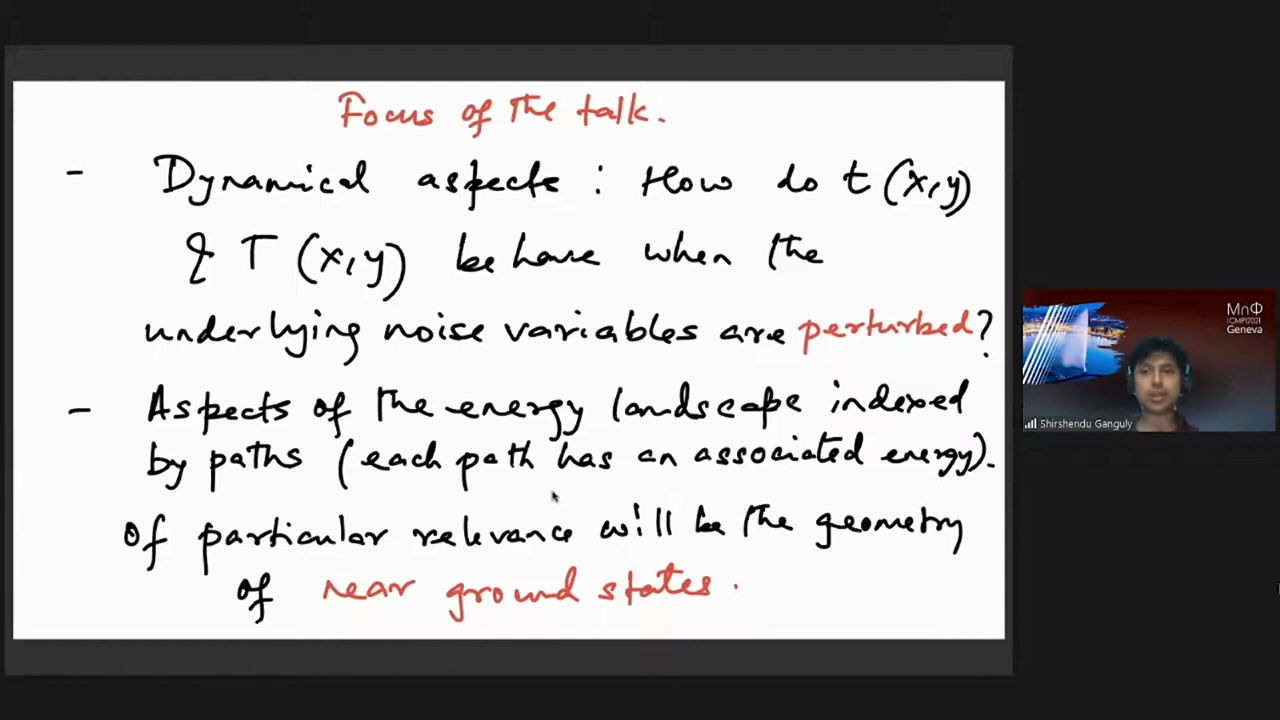 Focus of the talk.
- Dynamical aspects : How do t (x,y)
& T (x,y) behave when the
underlying noise variables are perturbed?
- Aspects of the energy landscape indexed
by paths (each path has an associated energy).
Of particular relevance will be the geometry
of near ground states.
MnΦ
ICMP|2021
Geneva
Shirshendu Ganguly